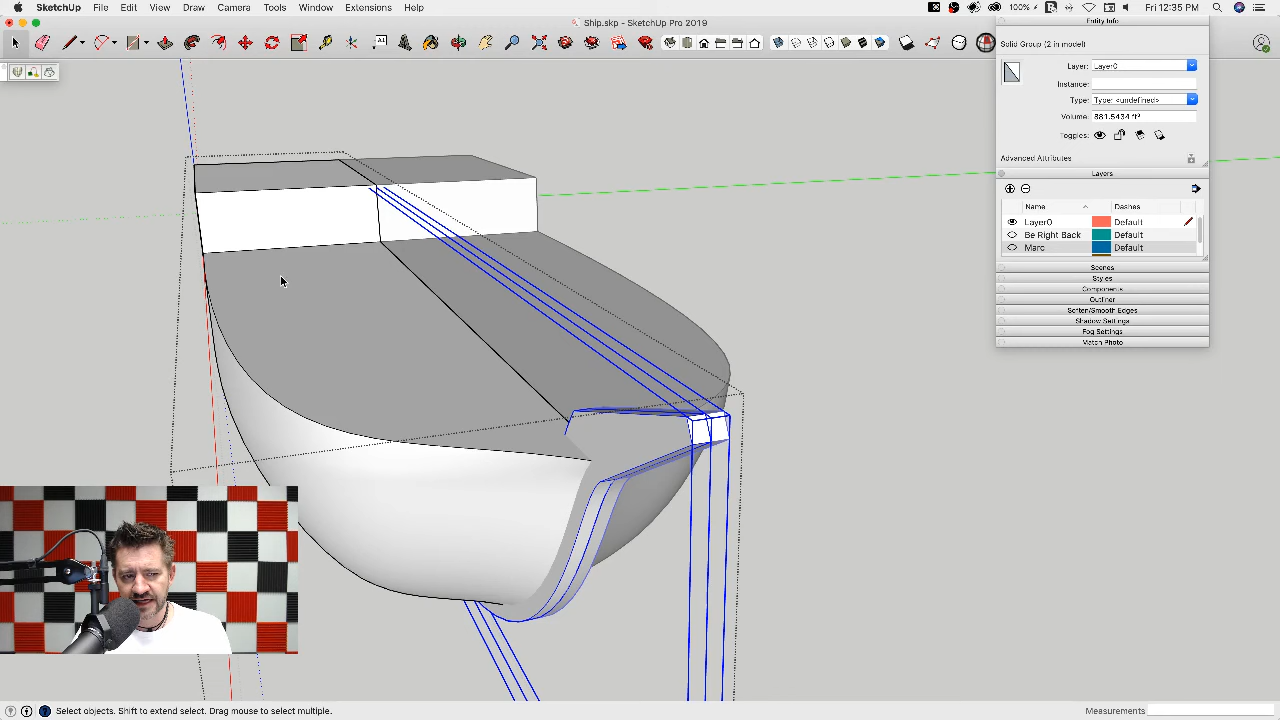 SketchUp File Edit View Draw Camera Tools Window Extensions Help 100% Fri 12:35 PM
Ship.skp - SketchUp Pro 2019
Entity Info
Solid Group (2 in model)
Layer: Layer0
Instance:
Type: Type: <undefined>
Volume: 881.5434 ft³
Toggles:
Advanced Attributes
Layers
Name Dashes
Layer0 Default
Be Right Back Default
Marc Default
Scenes
Styles
Components
Outliner
Soften/Smooth Edges
Shadow Settings
Fog Settings
Match Photo
Select objects. Shift to extend select. Drag mouse to select multiple.
Measurements